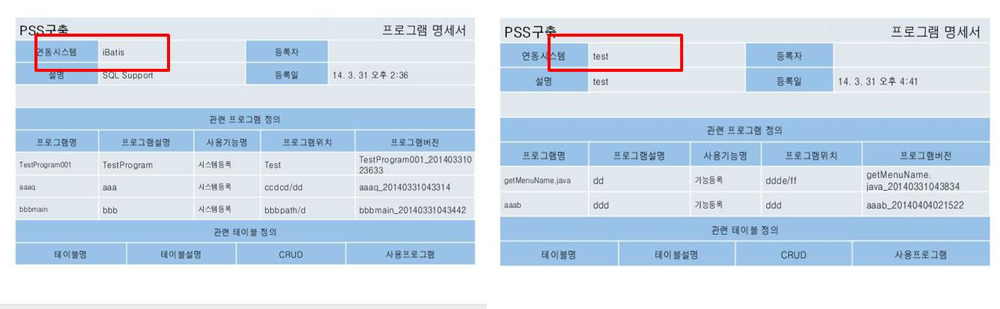 PSS구축 프로그램 명세서
연동시스템 iBatis 등록자
설명 SQL Support 등록일 14. 3. 31 오후 2:36
관련 프로그램 정의
프로그램명 프로그램설명 사용기능명 프로그램위치 프로그램버전
TestProgram001 TestProgram 시스템등록 Test TestProgram001_201403310
23633
aaaq aaa 시스템등록 ccdcd/dd aaaq_20140331043314
bbbmain bbb 시스템등록 bbbpath/d bbbmain_20140331043442
관련 테이블 정의
테이블명 테이블설명 CRUD 사용프로그램
PSS구축 프로그램 명세서
연동시스템 test 등록자
설명 test 등록일 14. 3. 31 오후 4:41
관련 프로그램 정의
프로그램명 프로그램설명 사용기능명 프로그램위치 프로그램버전
getMenuName.java dd 기능등록 ddde/ff getMenuName.
java_20140331043834
aaab ddd 기능등록 ddd aaab_20140404021522
관련 테이블 정의
테이블명 테이블설명 CRUD 사용프로그램